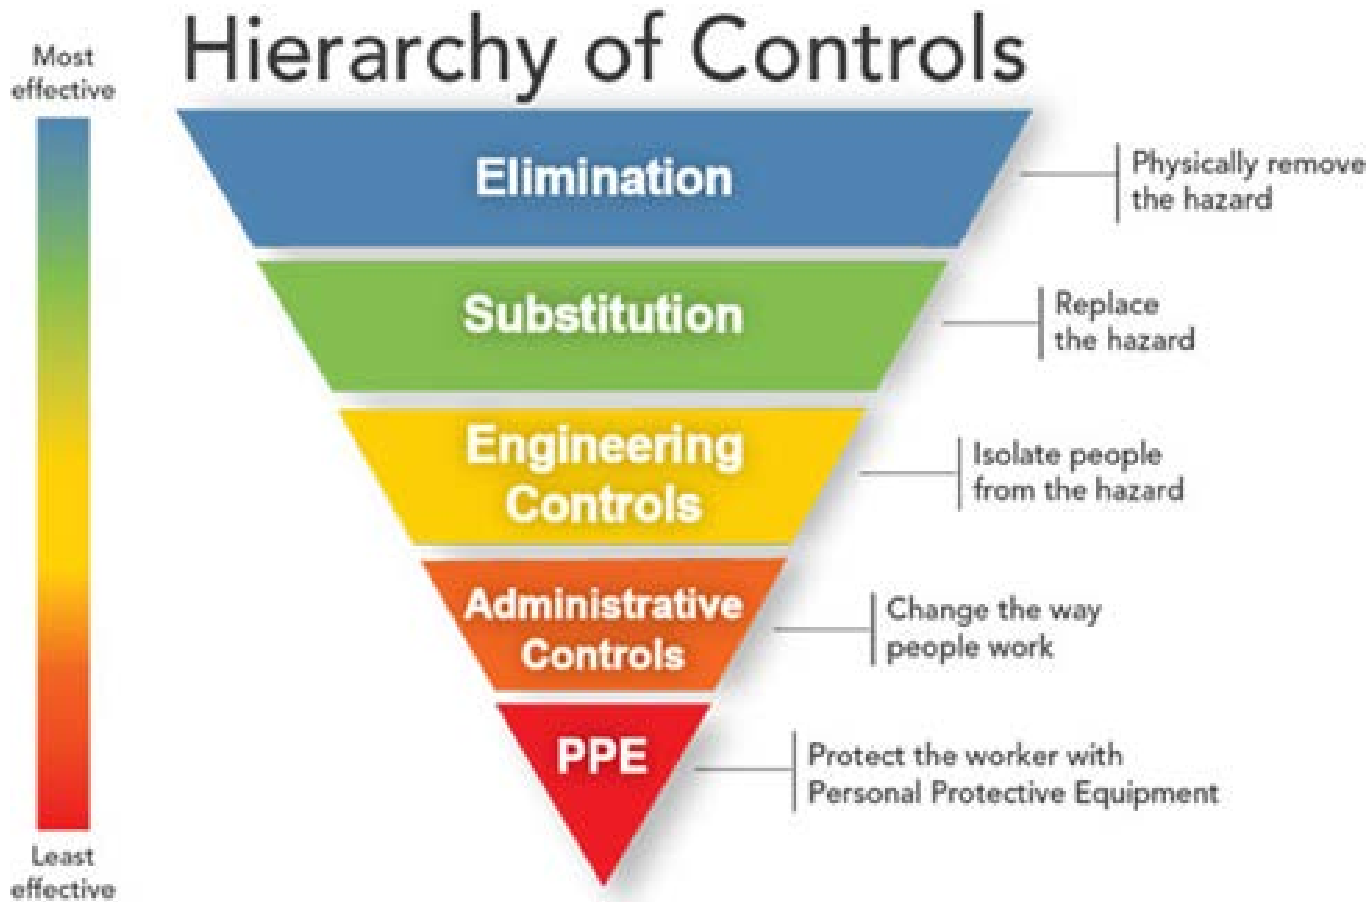 Hierarchy of Controls
Most
effective
Elimination
Physically remove
the hazard
Substitution
Replace
the hazard
Engineering
Controls
Isolate people
from the hazard
Administrative
Controls
Change the way
people work
PPE
Protect the worker with
Personal Protective Equipment
Least
effective